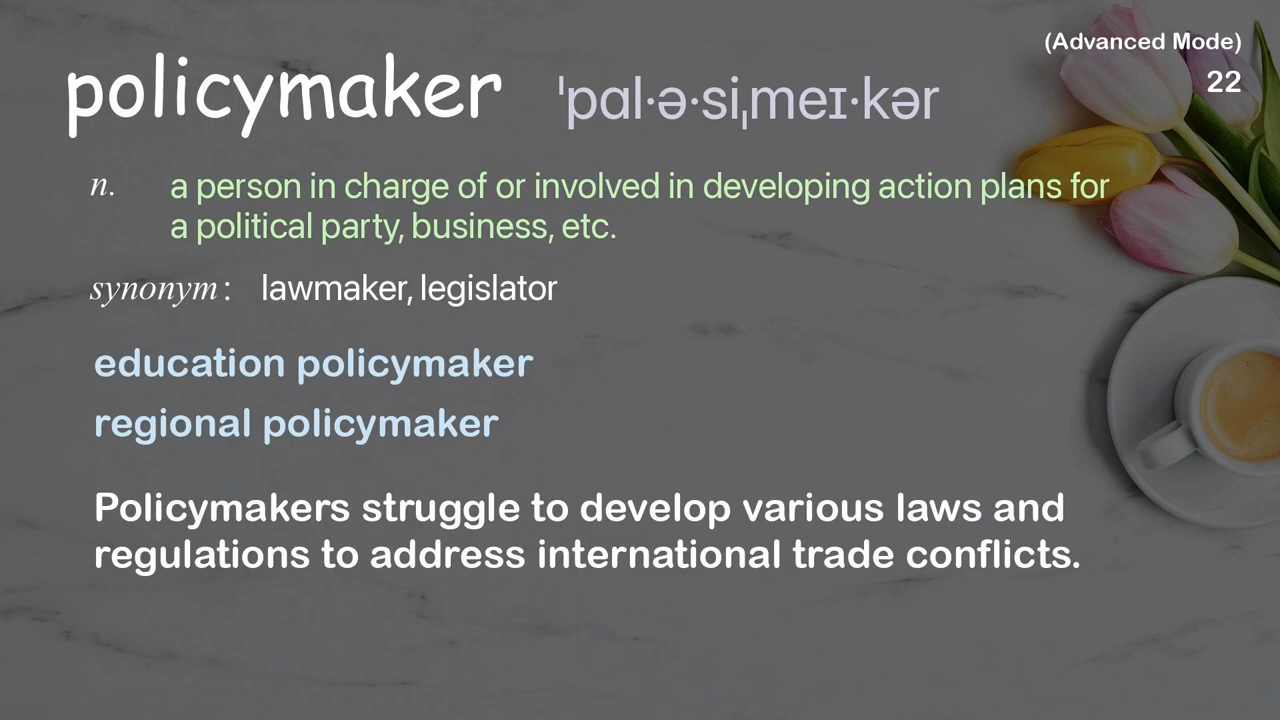 (Advanced Mode)
22
policymaker ˈpɑl·ə·siˌmeɪ·kər
n. a person in charge of or involved in developing action plans for
a political party, business, etc.
synonym : lawmaker, legislator
education policymaker
regional policymaker
Policymakers struggle to develop various laws and
regulations to address international trade conflicts.